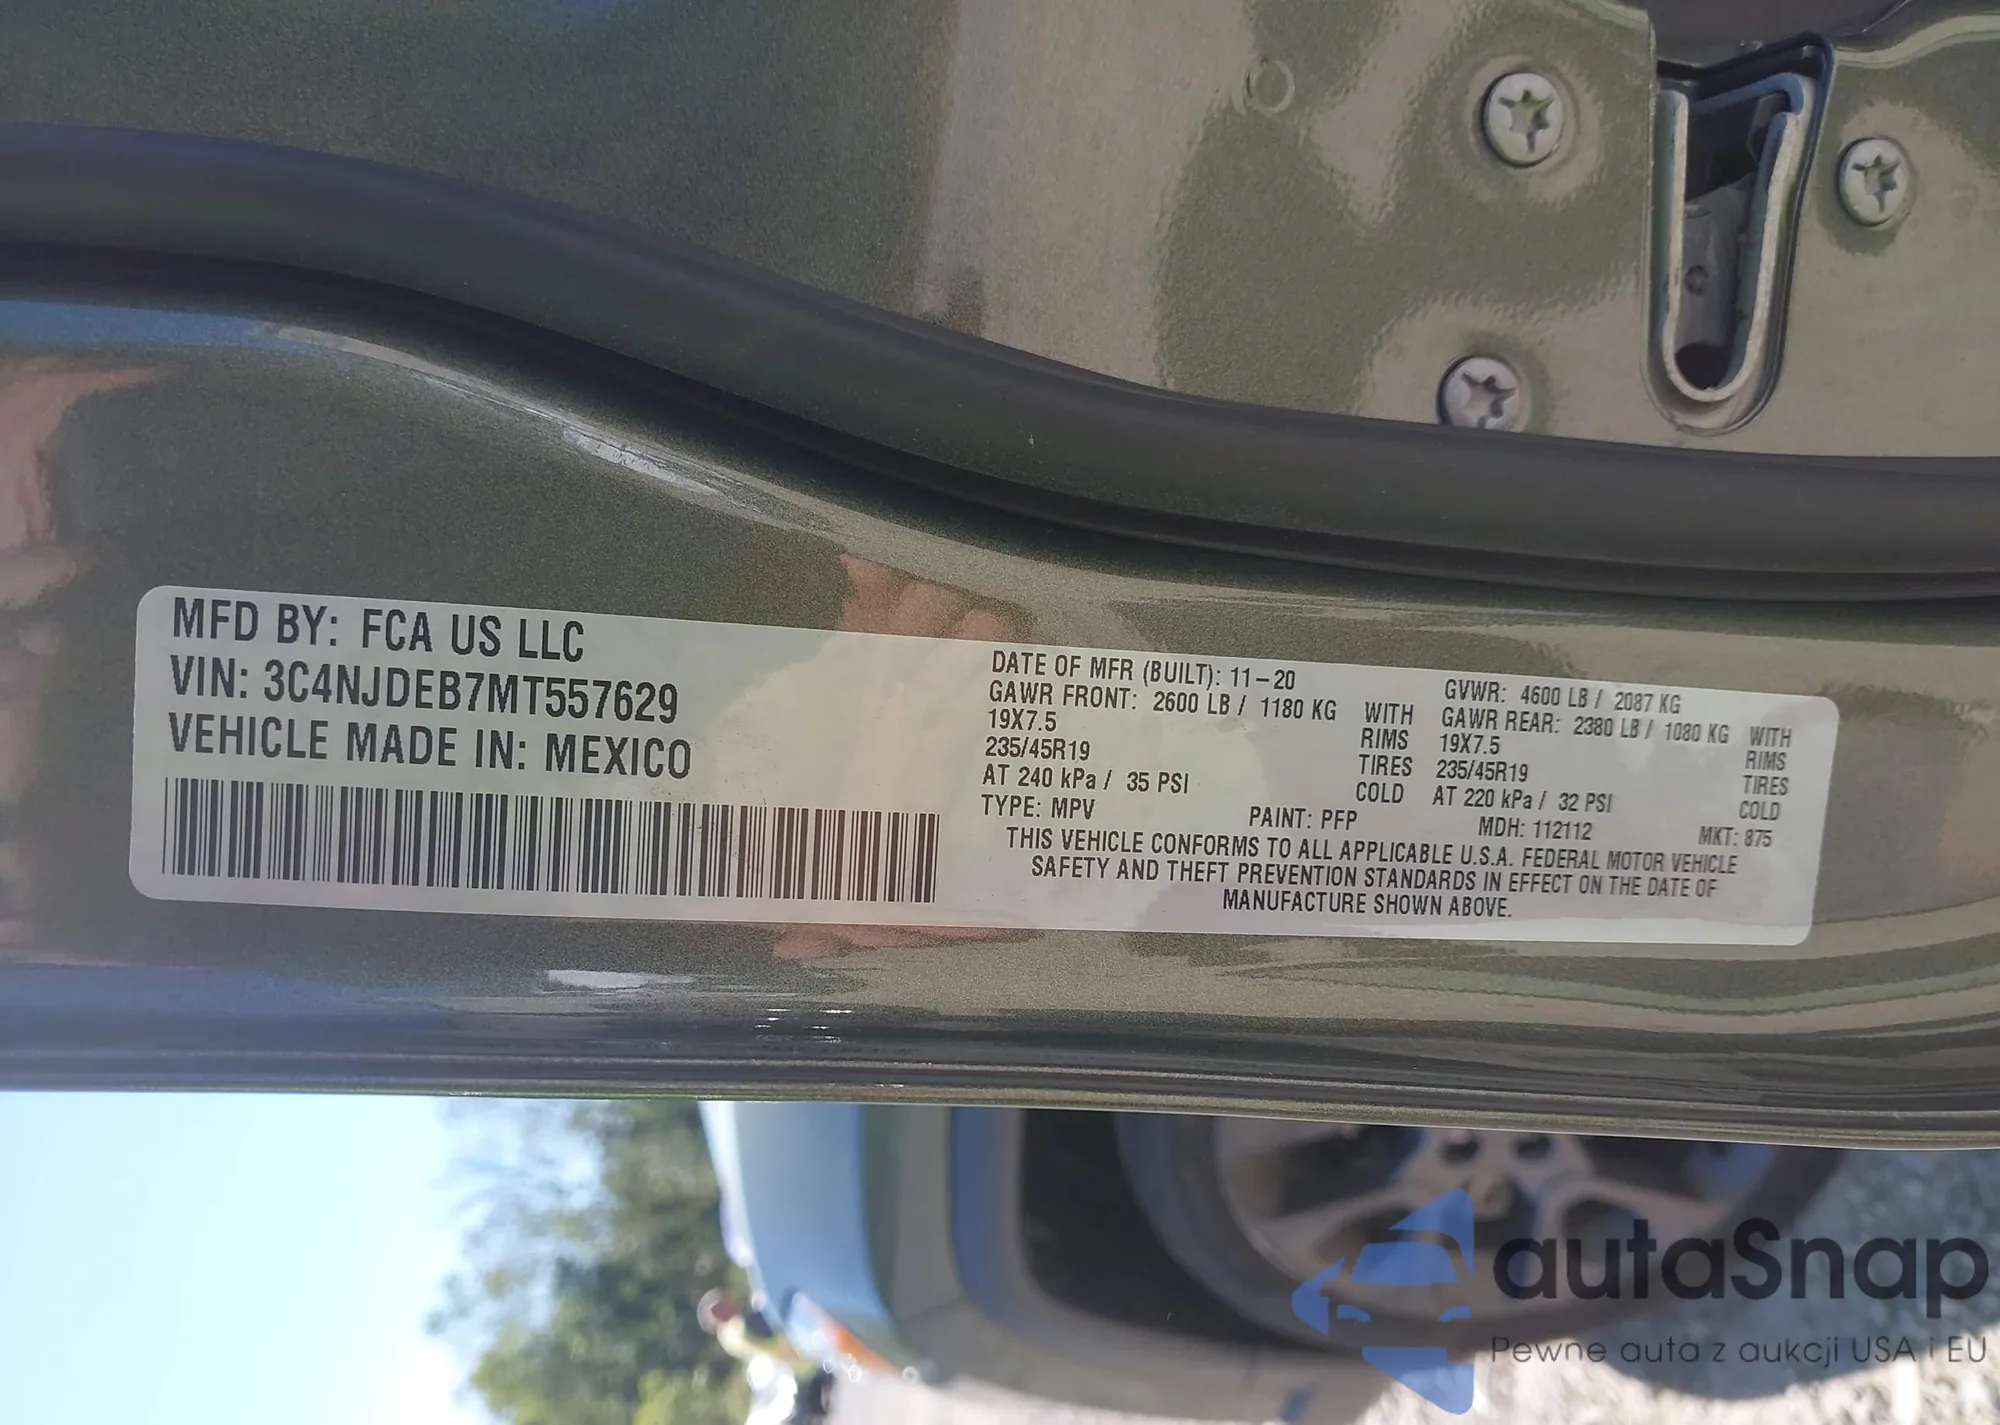 MFD BY: FCA US LLC
VIN: 3C4NJDEB7MT557629
VEHICLE MADE IN: MEXICO
DATE OF MFR (BUILT): 11-20
GVWR: 4600 LB / 2087 KG
GAWR FRONT: 2600 LB / 1180 KG WITH
GAWR REAR: 2380 LB / 1080 KG WITH
19X7.5 RIMS
19X7.5 RIMS
235/45R19 TIRES
235/45R19 TIRES
AT 240 kPa / 35 PSI COLD
AT 220 kPa / 32 PSI COLD
TYPE: MPV PAINT: PFP MDH: 112112 MKT: 875
THIS VEHICLE CONFORMS TO ALL APPLICABLE U.S.A. FEDERAL MOTOR VEHICLE
SAFETY AND THEFT PREVENTION STANDARDS IN EFFECT ON THE DATE OF
MANUFACTURE SHOWN ABOVE.
autaSnap
Pewne auta z aukcji USA i EU